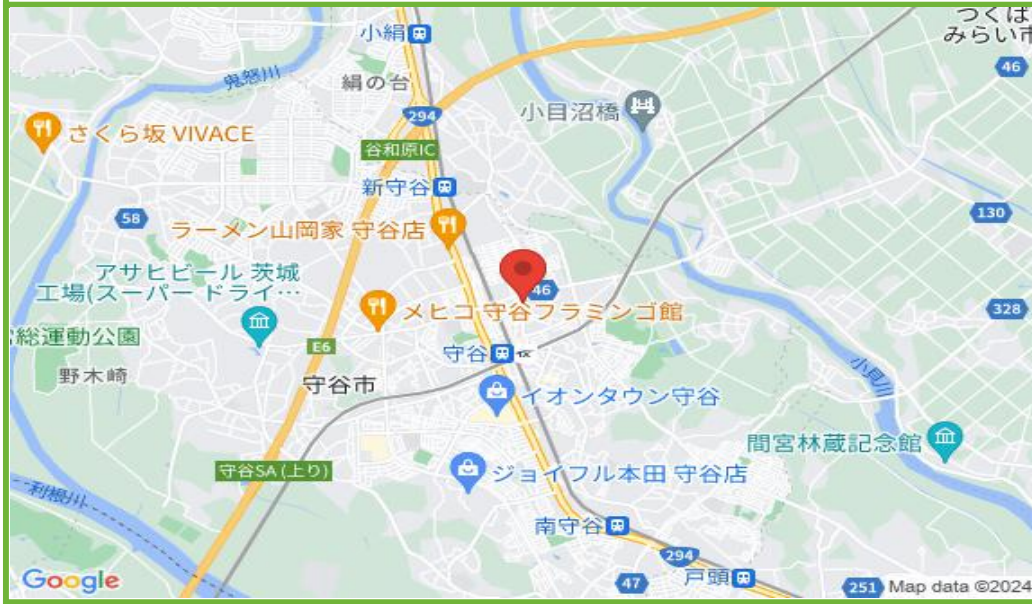 つくは
みらい市
小絹
46
鬼怒川
絹の台
294
小目沼橋
さくら坂 VIVACE
谷和原IC
新守谷
58
130
ラーメン山岡家 守谷店
アサヒビール 茨城
工場(スーパー ドライ…
46
メヒコ 守谷フラミンゴ館
328
総運動公園
E6
守谷
野木崎
守谷市
イオンタウン守谷
小貝川
間宮林蔵記念館
守谷SA (上り)
ジョイフル本田 守谷店
利根川
南守谷
294
Google
47
戸頭
251
Map data ©2024